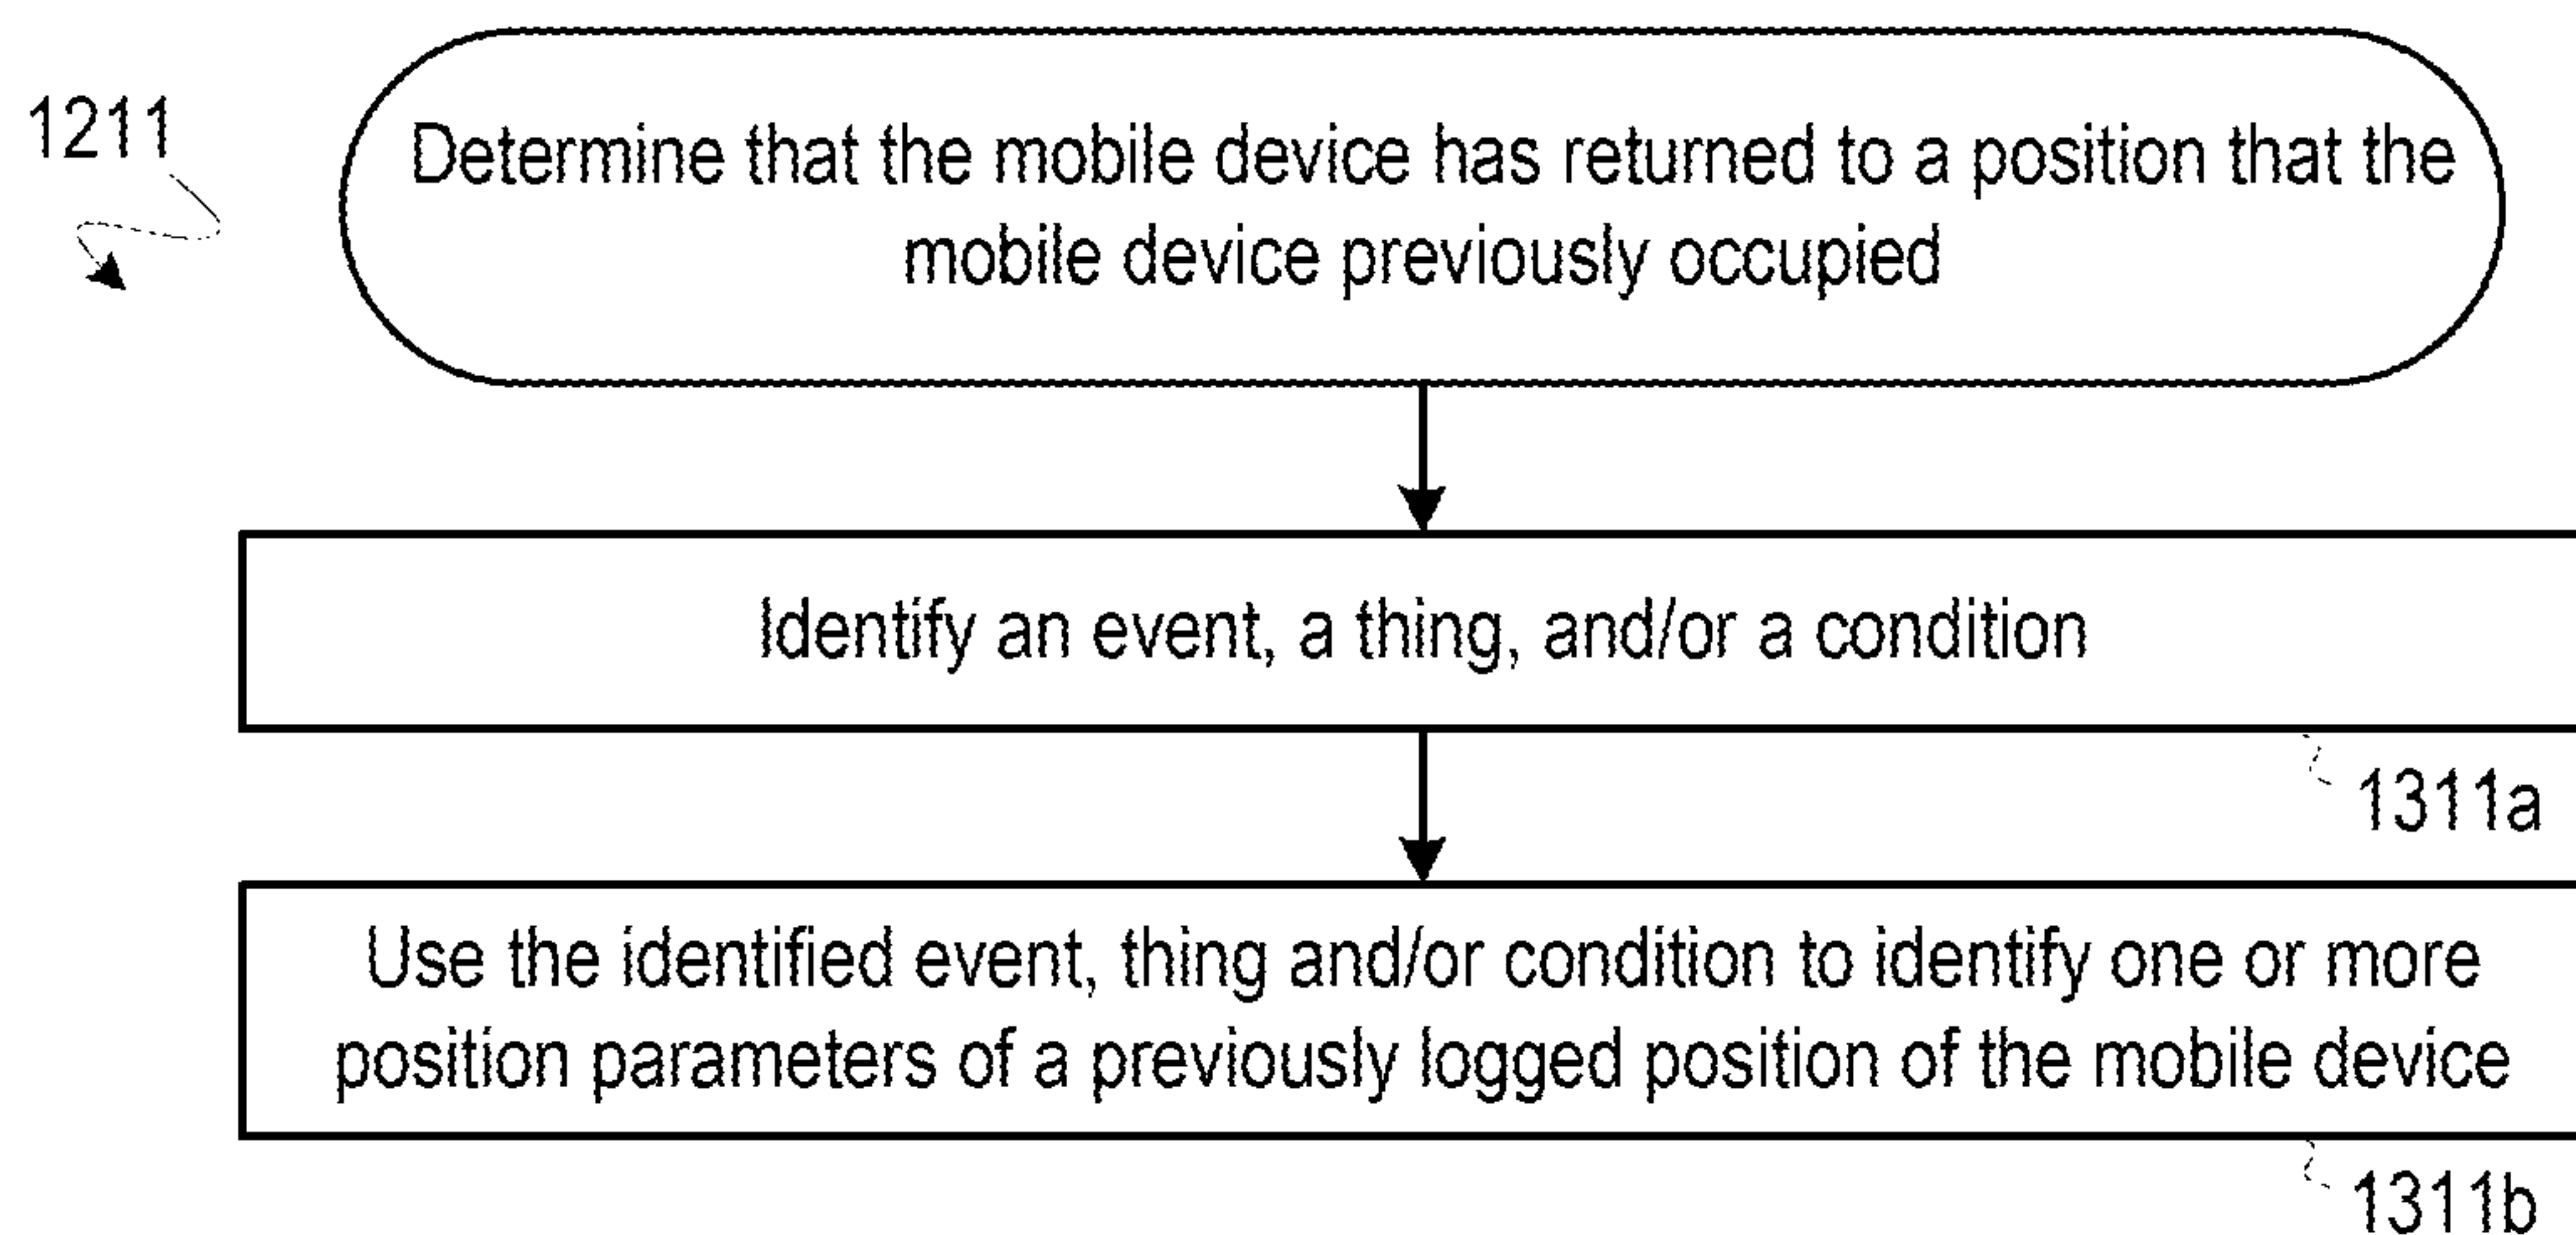 1211
Determine that the mobile device has returned to a position that the
mobile device previously occupied
Identify an event, a thing, and/or a condition
1311a
Use the identified event, thing and/or condition to identify one or more
position parameters of a previously logged position of the mobile device
1311b